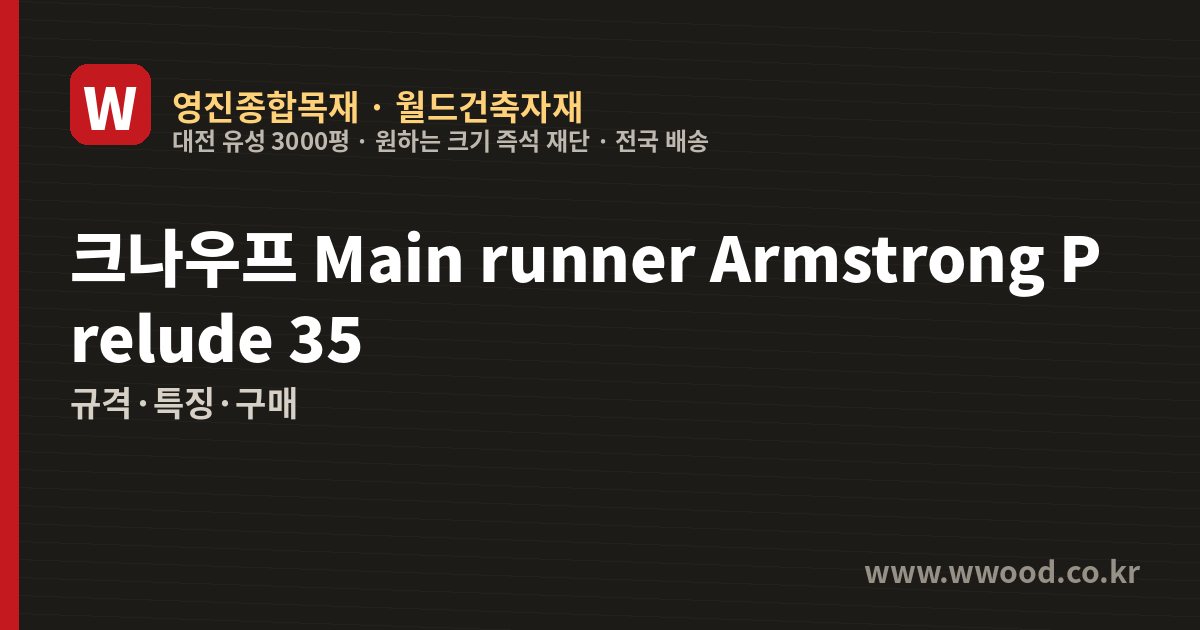 W
영진종합목재 · 월드건축자재
대전 유성 3000평 · 원하는 크기 즉석 재단 · 전국 배송
크나우프 Main runner Armstrong P
relude 35
규격·특징·구매
www.wwood.co.kr